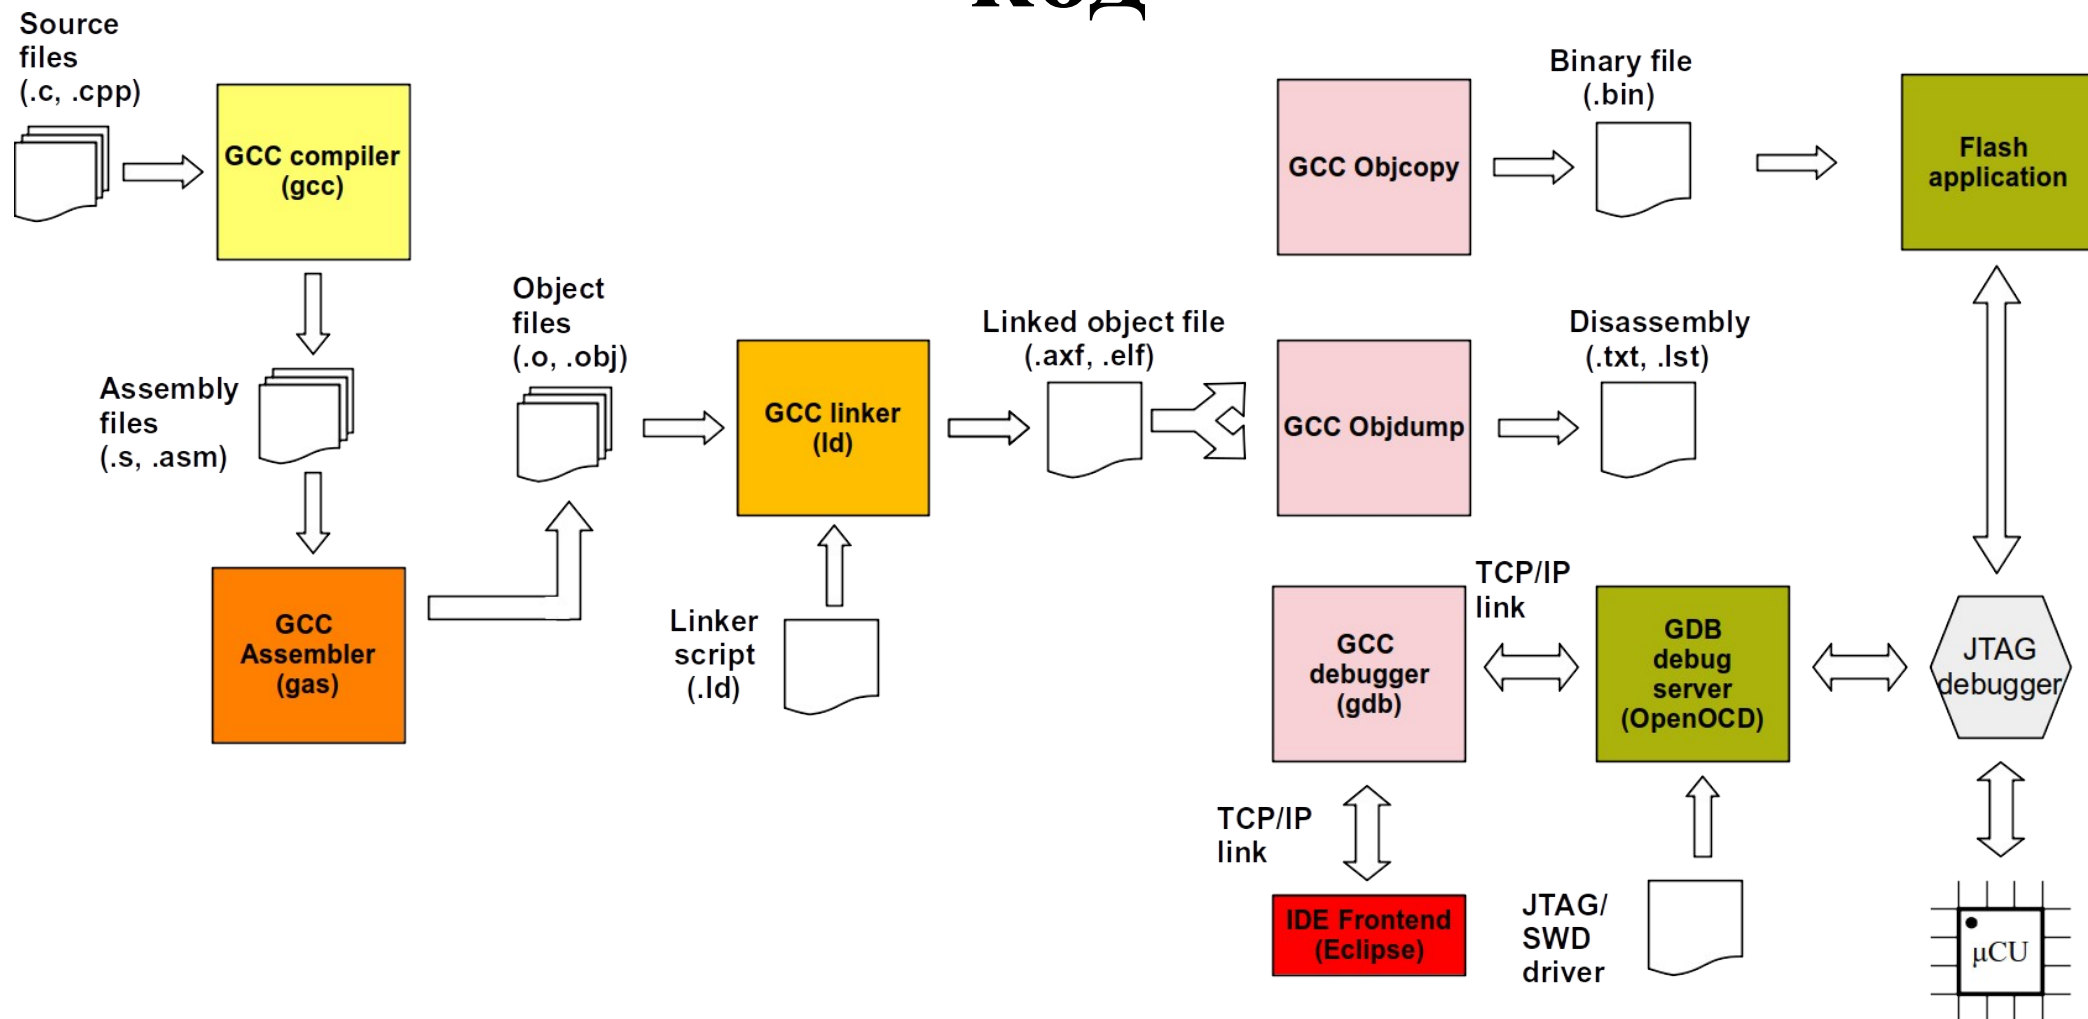 код
Source
files
(.c, .cpp)
GCC compiler
(gcc)
Assembly
files
(.s, .asm)
GCC
Assembler
(gas)
Object
files
(.o, .obj)
GCC linker
(ld)
Linker
script
(.ld)
Linked object file
(.axf, .elf)
GCC Objcopy
Binary file
(.bin)
Flash
application
GCC Objdump
Disassembly
(.txt, .lst)
GCC
debugger
(gdb)
TCP/IP
link
GDB
debug
server
(OpenOCD)
JTAG
debugger
TCP/IP
link
IDE Frontend
(Eclipse)
JTAG/
SWD
driver
μCU